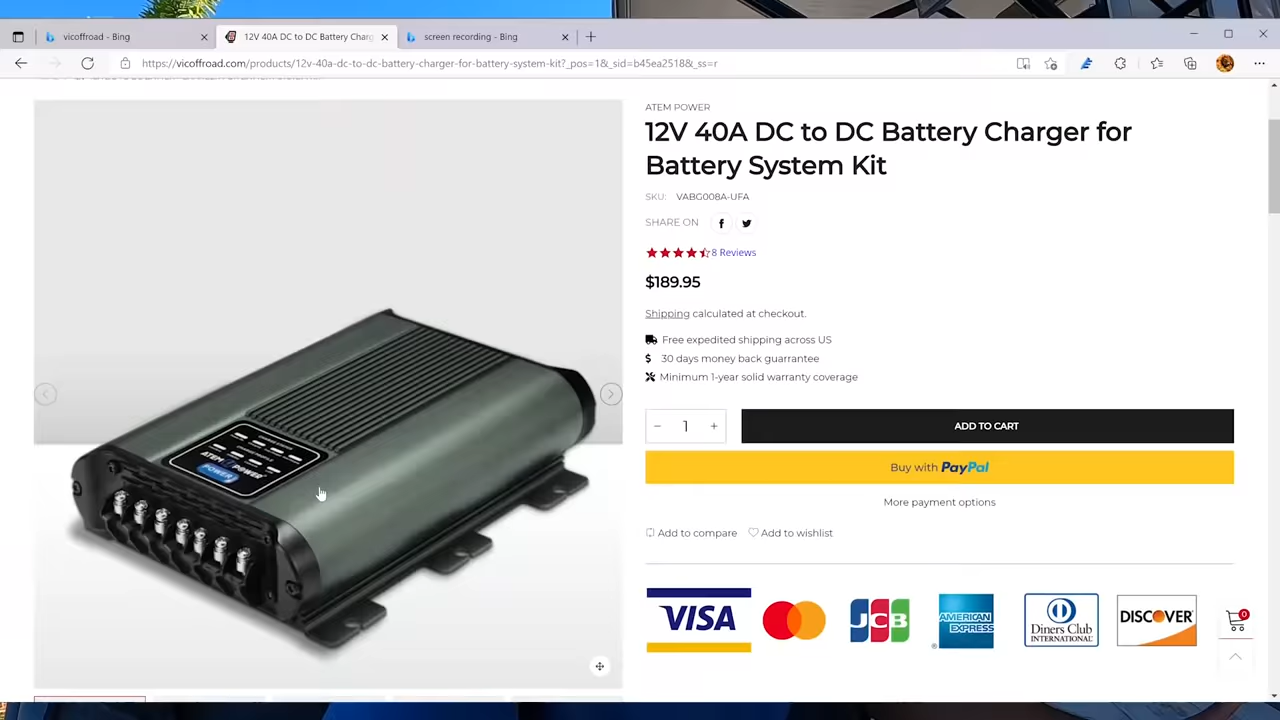 vicoffroad - Bing
12V 40A DC to DC Battery Charg
screen recording - Bing
https://vicoffroad.com/products/12v-40a-dc-to-dc-battery-charger-for-battery-system-kit?_pos=1&_sid=b45ea2518&_ss=r
ATEM POWER
12V 40A DC to DC Battery Charger for
Battery System Kit
SKU: VABG008A-UFA
SHARE ON
8 Reviews
$189.95
Shipping calculated at checkout.
Free expedited shipping across US
30 days money back guarantee
Minimum 1-year solid warranty coverage
− 1 +
ADD TO CART
Buy with PayPal
More payment options
Add to compare
Add to wishlist
ATEM POWER
POWER
VISA
JCB
AMERICAN
EXPRESS
Diners Club
INTERNATIONAL
DISCOVER
0